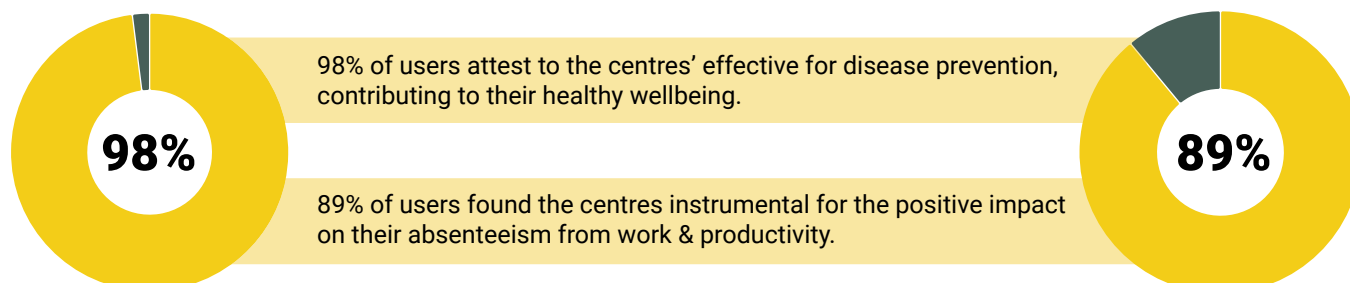 98%
98% of users attest to the centres’ effective for disease prevention,
contributing to their healthy wellbeing.
89% of users found the centres instrumental for the positive impact
on their absenteeism from work & productivity.
89%